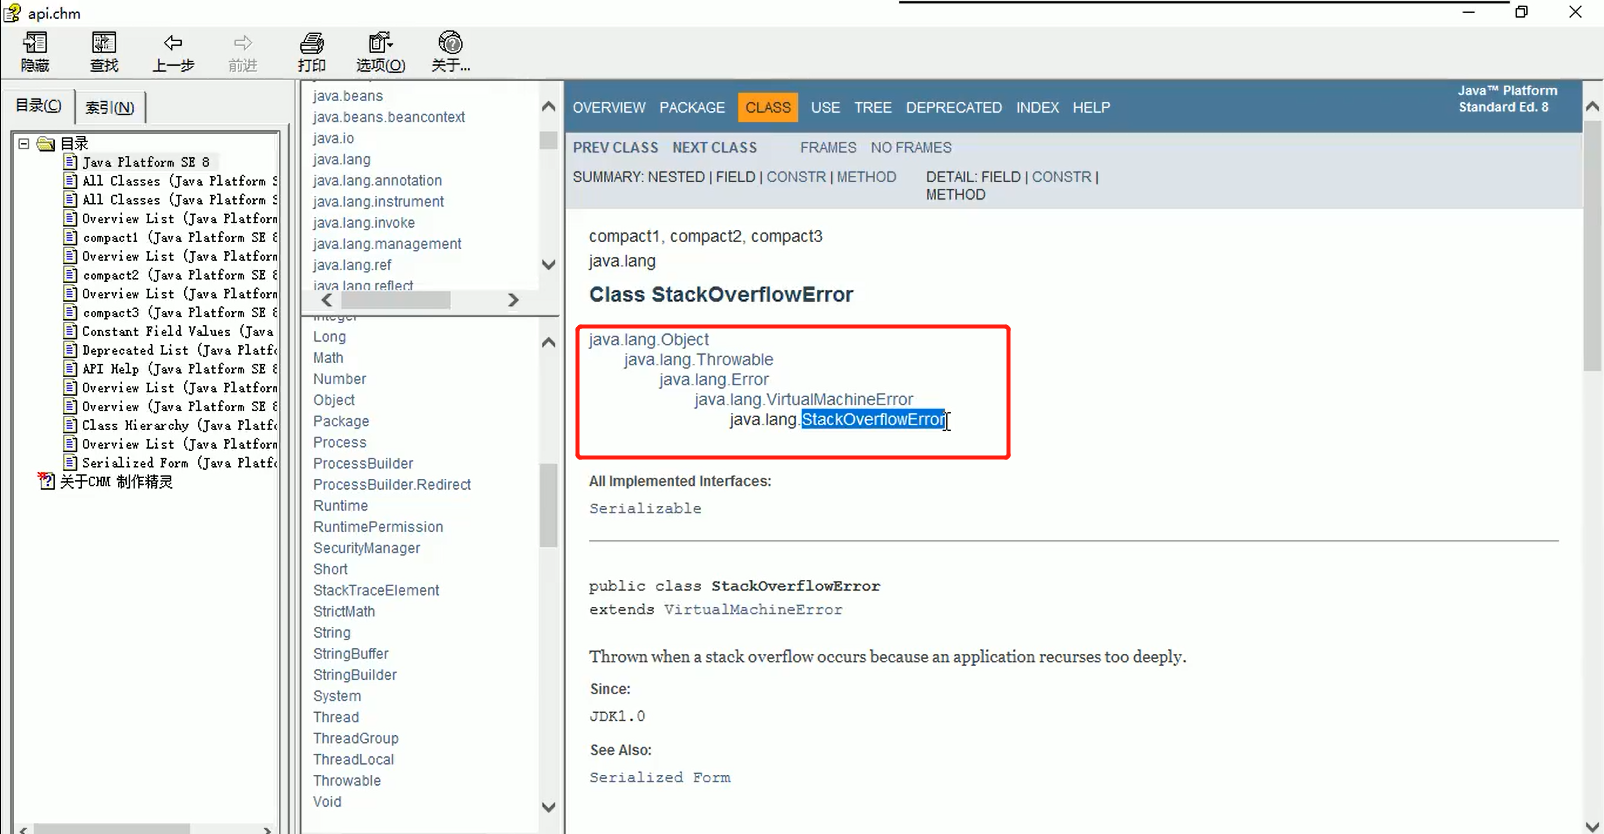 api.chm
隐藏 查找 上一步 前进 打印 选项(O) 关于...
目录(C) 索引(N)
目录
Java Platform SE 8
All Classes (Java Platform S
All Classes (Java Platform S
Overview List (Java Platform
compact1 (Java Platform SE 8
Overview List (Java Platform
compact2 (Java Platform SE 8
Overview List (Java Platform
compact3 (Java Platform SE 8
Constant Field Values (Java
Deprecated List (Java Platfo
API Help (Java Platform SE 8
Overview List (Java Platform
Overview (Java Platform SE 8
Class Hierarchy (Java Platfo
Overview List (Java Platform
Serialized Form (Java Platfo
关于CHM 制作精灵
java.beans
java.beans.beancontext
java.io
java.lang
java.lang.annotation
java.lang.instrument
java.lang.invoke
java.lang.management
java.lang.ref
java.lang.reflect
Integer
Long
Math
Number
Object
Package
Process
ProcessBuilder
ProcessBuilder.Redirect
Runtime
RuntimePermission
SecurityManager
Short
StackTraceElement
StrictMath
String
StringBuffer
StringBuilder
System
Thread
ThreadGroup
ThreadLocal
Throwable
Void
OVERVIEW PACKAGE CLASS USE TREE DEPRECATED INDEX HELP
Java™ Platform
Standard Ed. 8
PREV CLASS NEXT CLASS FRAMES NO FRAMES
SUMMARY: NESTED | FIELD | CONSTR | METHOD DETAIL: FIELD | CONSTR |
METHOD
compact1, compact2, compact3
java.lang
Class StackOverflowError
java.lang.Object
java.lang.Throwable
java.lang.Error
java.lang.VirtualMachineError
java.lang.StackOverflowError
All Implemented Interfaces:
Serializable
public class StackOverflowError
extends VirtualMachineError
Thrown when a stack overflow occurs because an application recurses too deeply.
Since:
JDK1.0
See Also:
Serialized Form